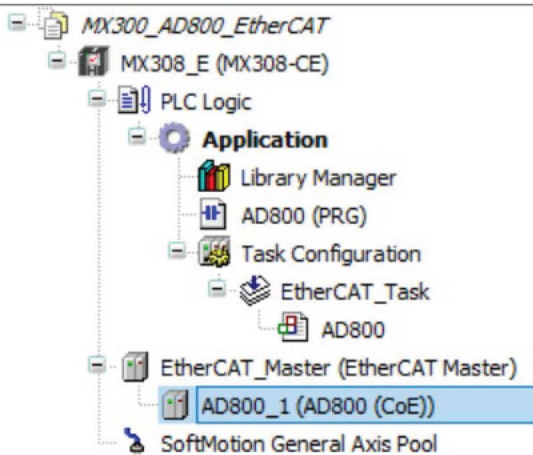 MX300_AD800_EtherCAT
MX308_E (MX308-CE)
PLC Logic
Application
Library Manager
AD800 (PRG)
Task Configuration
EtherCAT_Task
AD800
EtherCAT_Master (EtherCAT Master)
AD800_1 (AD800 (CoE))
SoftMotion General Axis Pool